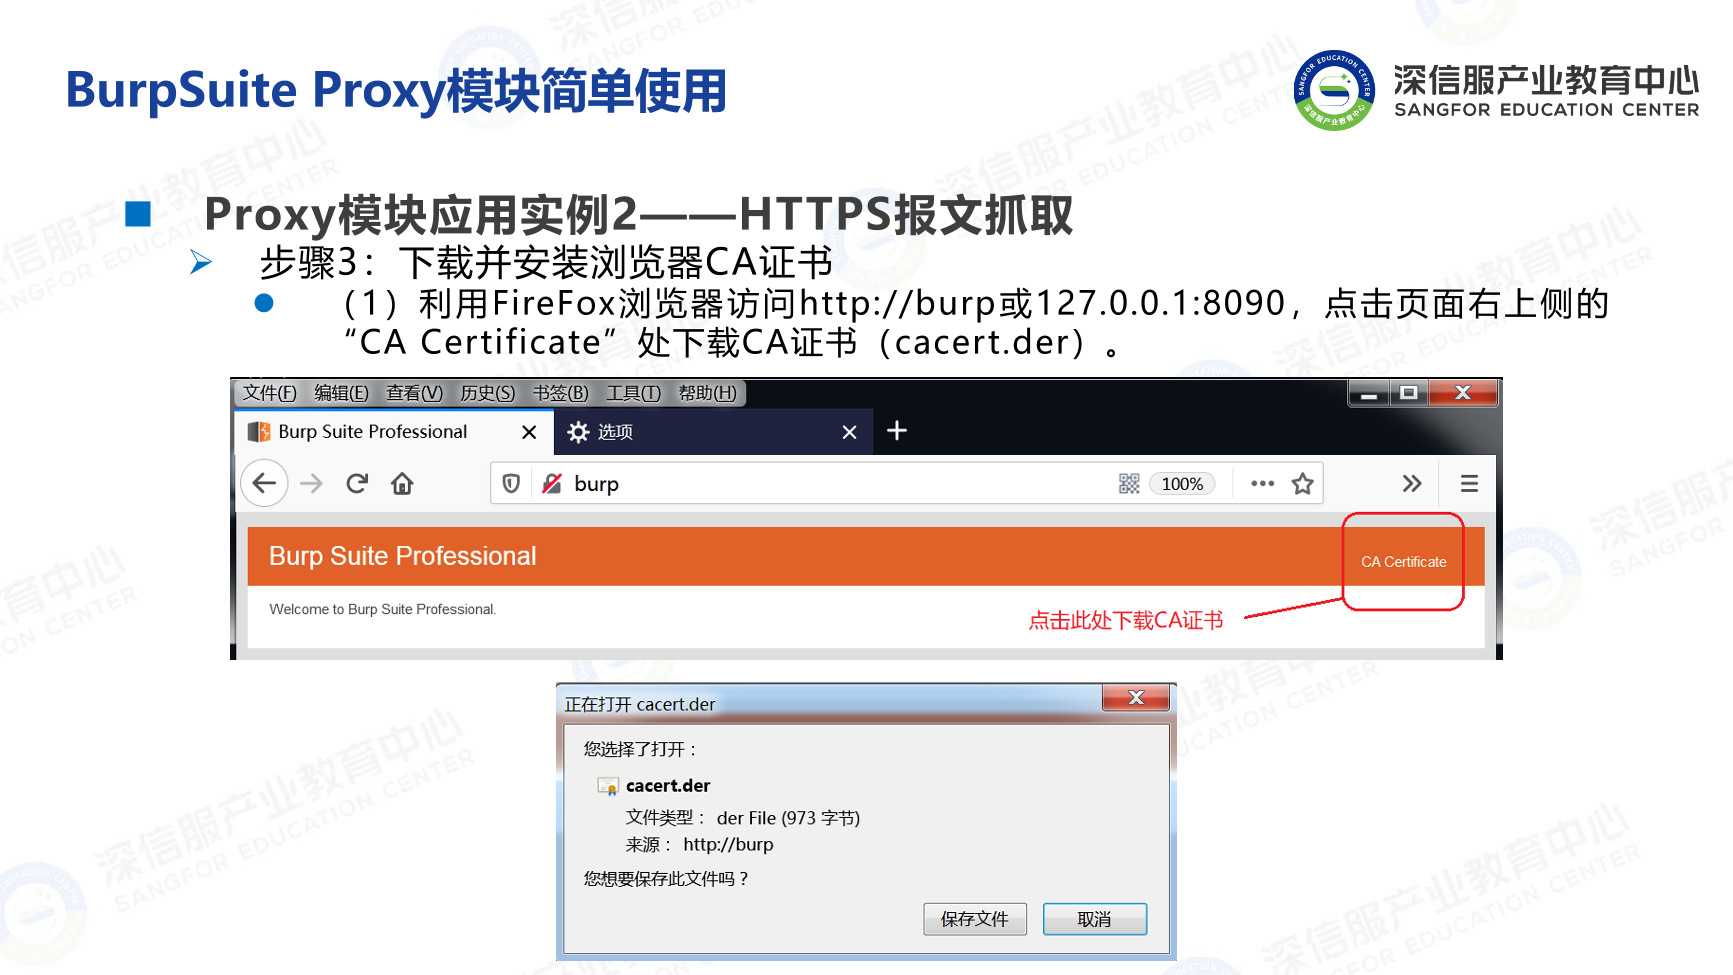 BurpSuite Proxy模块简单使用
深信服产业教育中心
SANGFOR EDUCATION CENTER
Proxy模块应用实例2——HTTPS报文抓取
步骤3：下载并安装浏览器CA证书
（1）利用FireFox浏览器访问http://burp或127.0.0.1:8090，点击页面右上侧的
“CA Certificate”处下载CA证书（cacert.der）。
文件(F) 编辑(E) 查看(V) 历史(S) 书签(B) 工具(T) 帮助(H)
Burp Suite Professional 选项
burp 100%
Burp Suite Professional CA Certificate
Welcome to Burp Suite Professional.
点击此处下载CA证书
正在打开 cacert.der
您选择了打开：
cacert.der
文件类型： der File (973 字节)
来源： http://burp
您想要保存此文件吗？
保存文件 取消